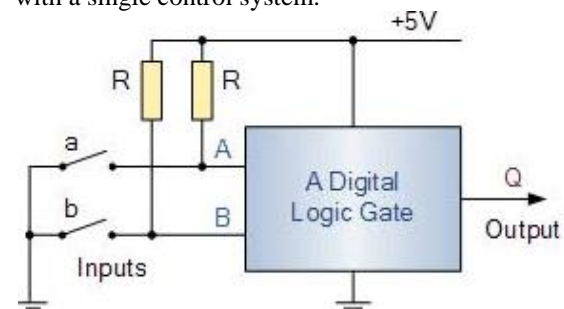 with a single control system.
+5V
R R
a
A
b
B
A Digital
Logic Gate
Q
Output
Inputs